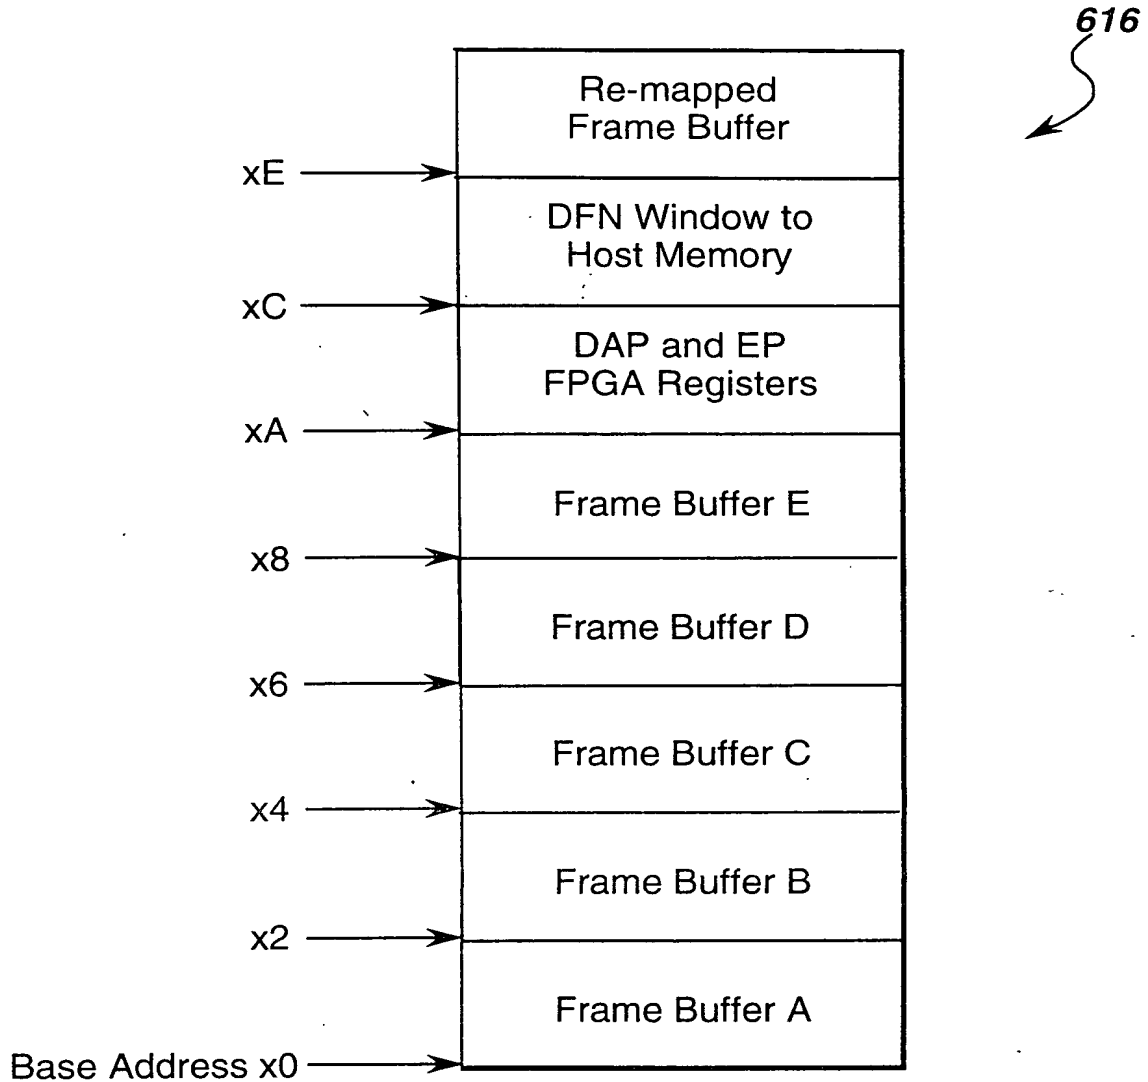 616
Re-mapped
Frame Buffer
xE
DFN Window to
Host Memory
xC
DAP and EP
FPGA Registers
xA
Frame Buffer E
x8
Frame Buffer D
x6
Frame Buffer C
x4
Frame Buffer B
x2
Frame Buffer A
Base Address x0